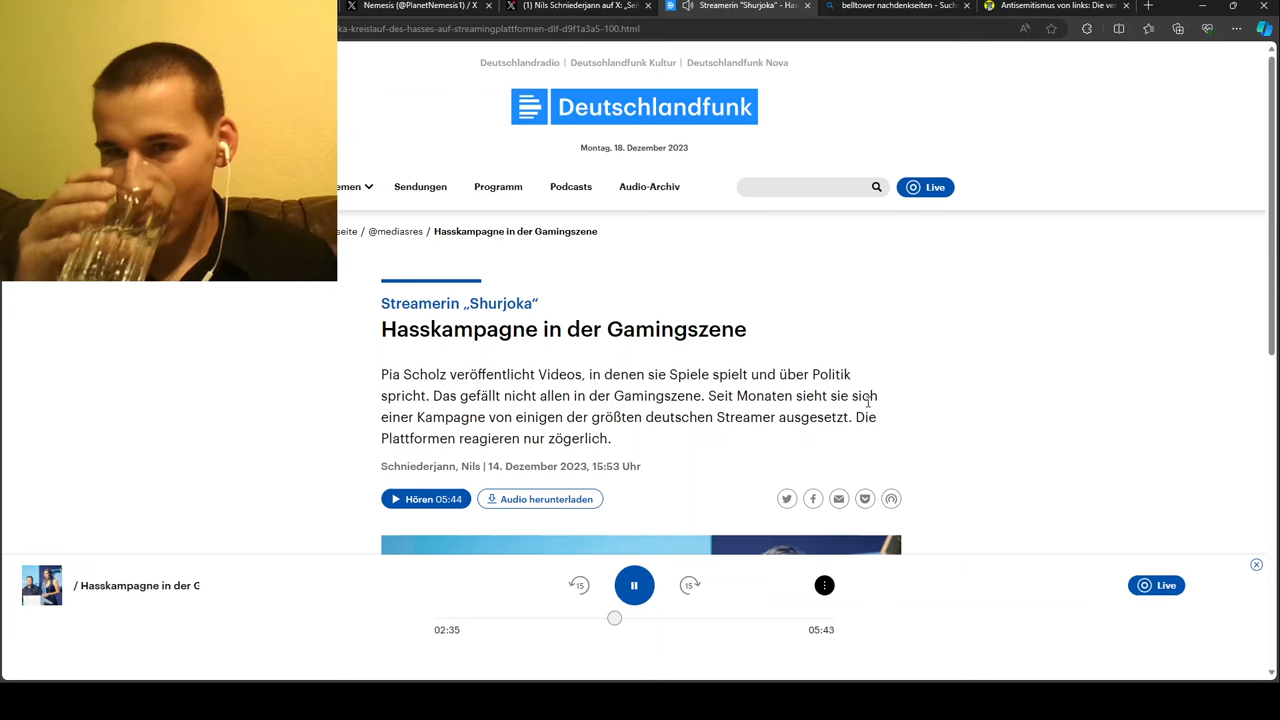 Nemesis (@PlanetNemesis1) / X
(1) Nils Schniederjann auf X: „Sei
Streamerin "Shurjoka" - Has
belltower nachdenkseiten - Suche
Antisemitismus von links: Die ve
ka-kreislauf-des-hasses-auf-streamingplattformen-dlf-d9f1a3a5-100.html
Deutschlandradio | Deutschlandfunk Kultur | Deutschlandfunk Nova
Deutschlandfunk
Montag, 18. Dezember 2023
emen Sendungen Programm Podcasts Audio-Archiv Live
seite / @mediasres / Hasskampagne in der Gamingszene
Streamerin „Shurjoka“
Hasskampagne in der Gamingszene
Pia Scholz veröffentlicht Videos, in denen sie Spiele spielt und über Politik
spricht. Das gefällt nicht allen in der Gamingszene. Seit Monaten sieht sie sich
einer Kampagne von einigen der größten deutschen Streamer ausgesetzt. Die
Plattformen reagieren nur zögerlich.
Schniederjann, Nils | 14. Dezember 2023, 15:53 Uhr
Hören 05:44 Audio herunterladen
/ Hasskampagne in der G
15 15
Live
02:35 05:43